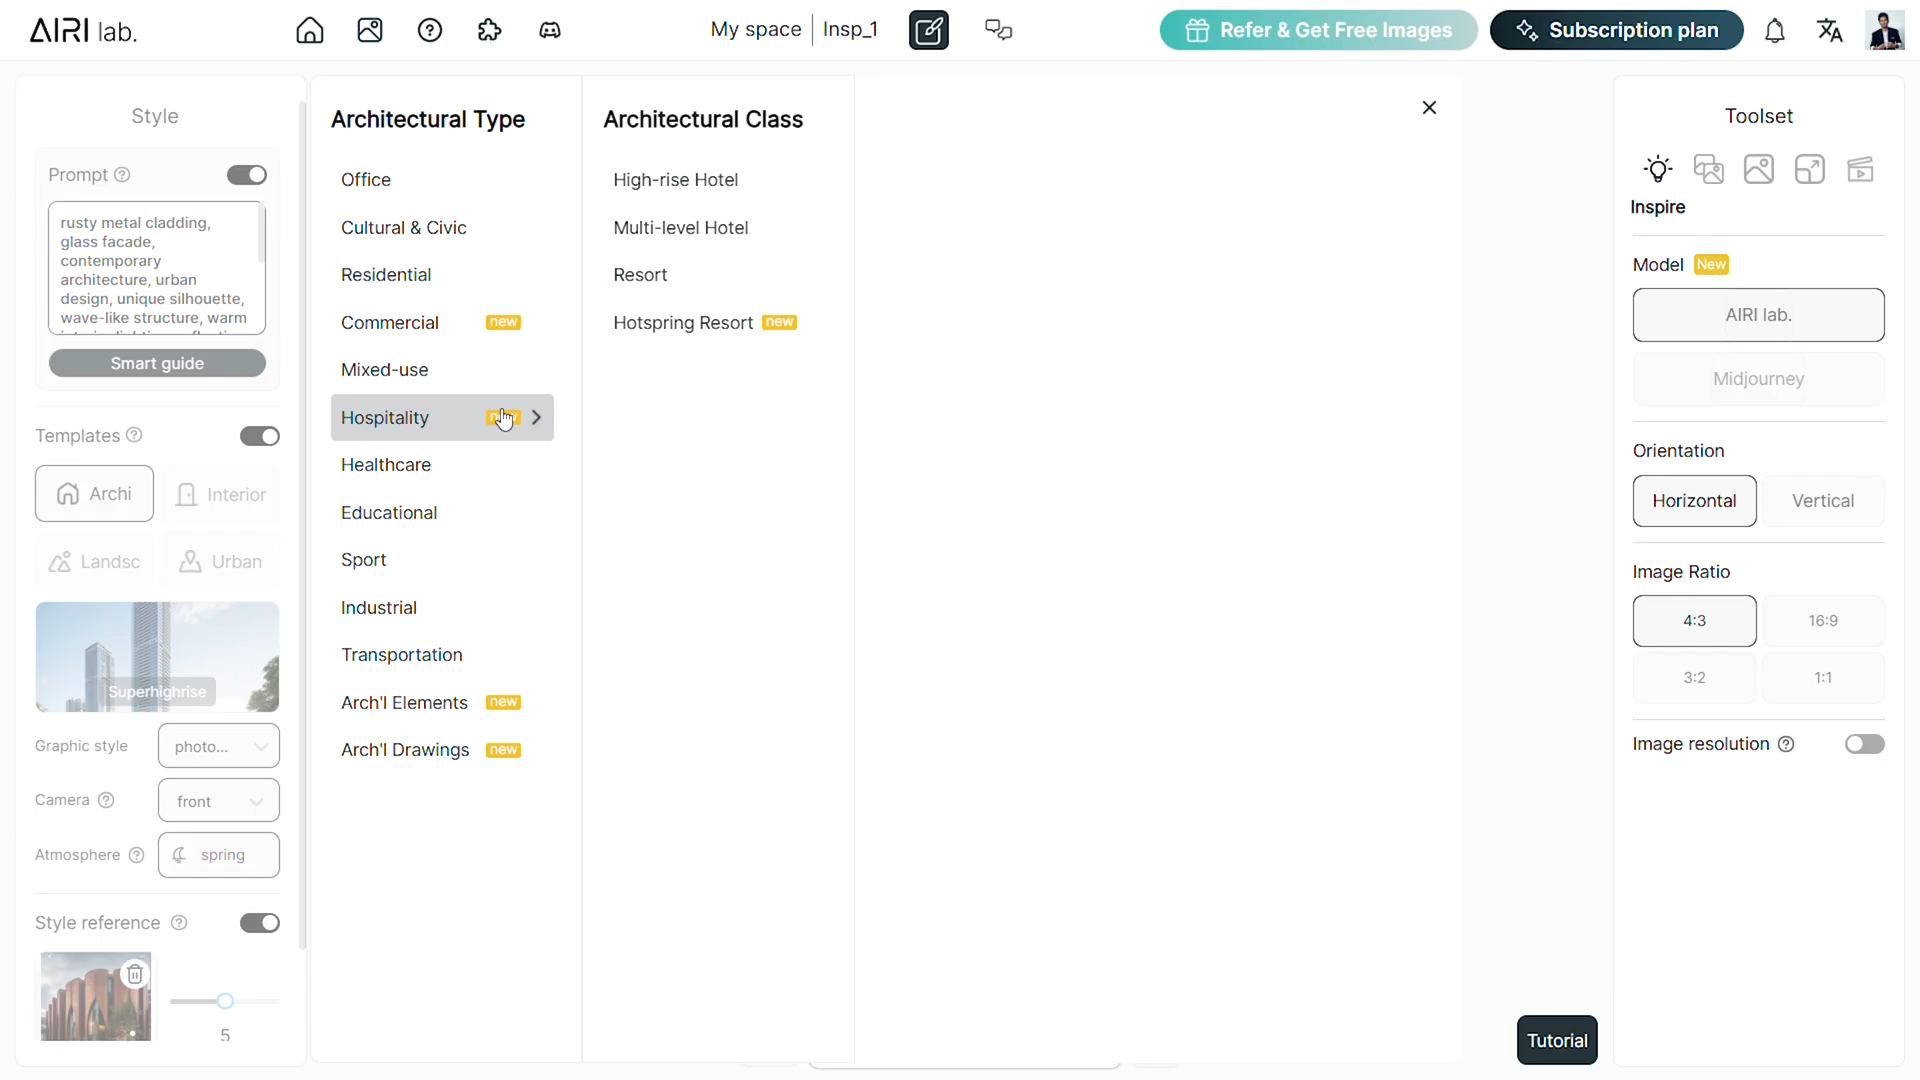 AIRI lab.
My space
Insp_1
Refer & Get Free Images
Subscription plan
Style
Prompt
rusty metal cladding,
glass facade,
contemporary
architecture, urban
design, unique silhouette,
wave-like structure, warm
Smart guide
Templates
Archi
Interior
Landsc
Urban
Superhighrise
Graphic style
photo...
Camera
front
Atmosphere
spring
Style reference
5
Architectural Type
Office
Cultural & Civic
Residential
Commercial new
Mixed-use
Hospitality
Healthcare
Educational
Sport
Industrial
Transportation
Arch'l Elements new
Arch'l Drawings new
Architectural Class
High-rise Hotel
Multi-level Hotel
Resort
Hotspring Resort new
Toolset
Inspire
Model New
AIRI lab.
Midjourney
Orientation
Horizontal
Vertical
Image Ratio
4:3
16:9
3:2
1:1
Image resolution
Tutorial